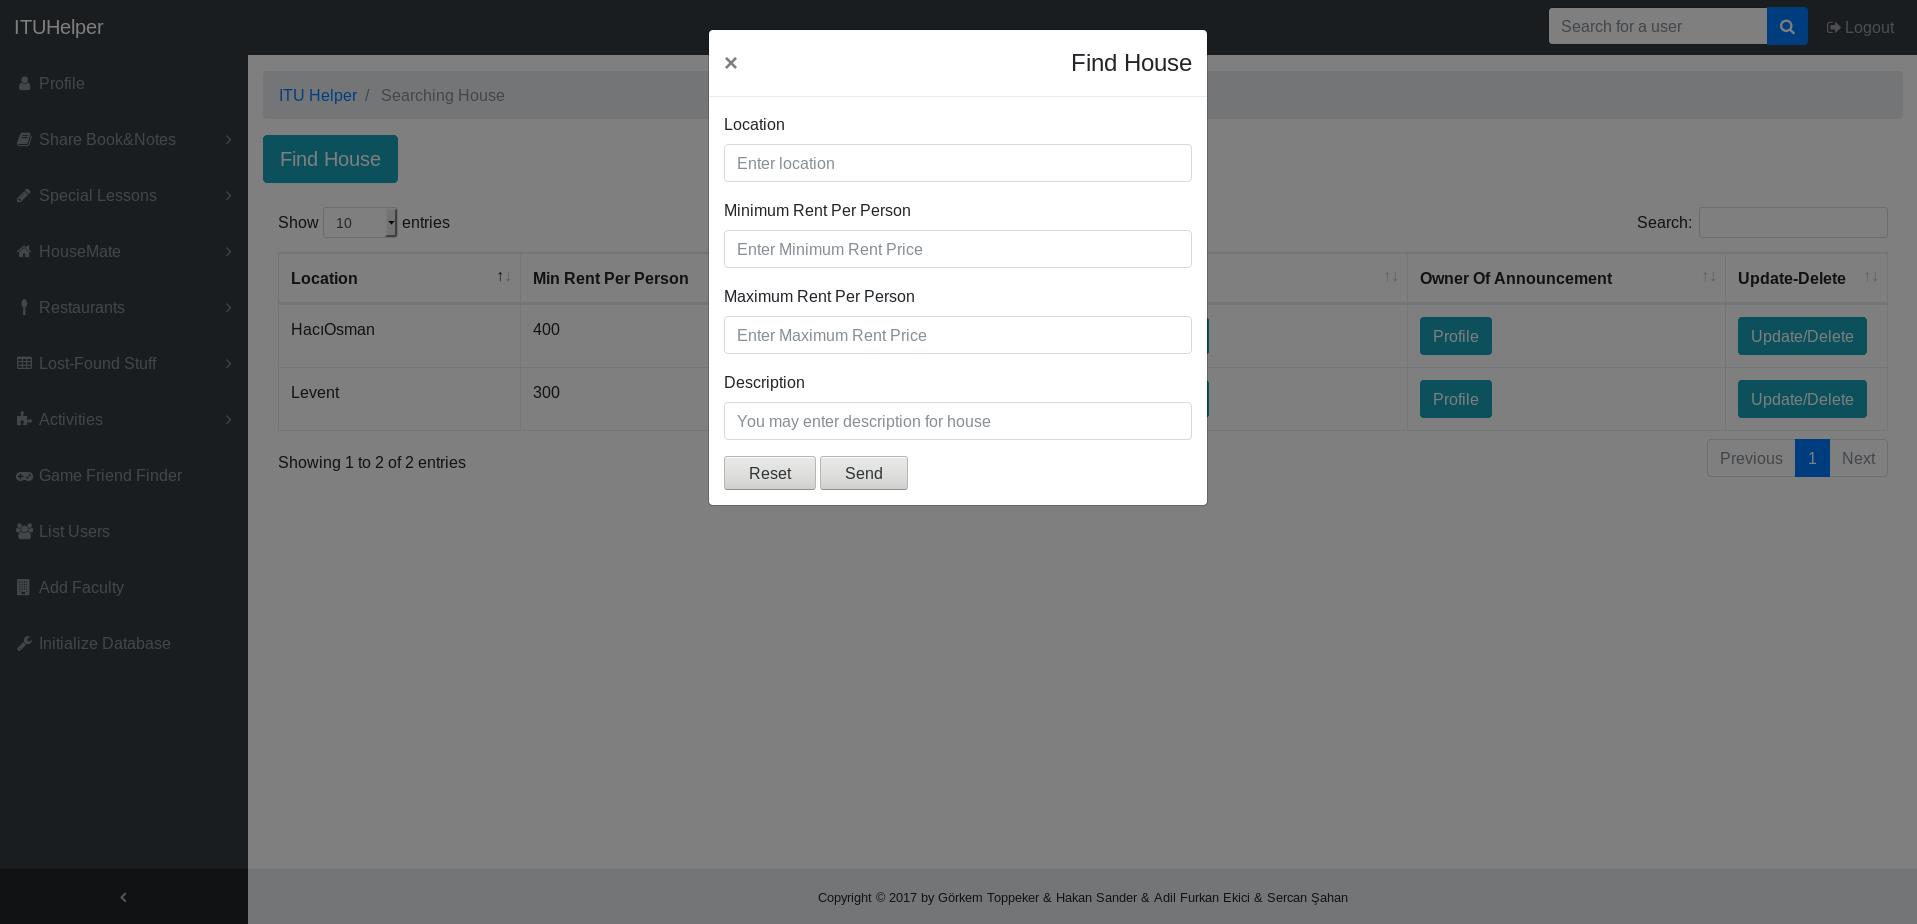 ITUHelper
Search for a user
Logout
Profile
Share Book&Notes
Special Lessons
HouseMate
Restaurants
Lost-Found Stuff
Activities
Game Friend Finder
List Users
Add Faculty
Initialize Database
ITU Helper / Searching House
Find House
Show 10 entries
Search:
Location Min Rent Per Person Owner Of Announcement Update-Delete
HacıOsman 400 Profile Update/Delete
Levent 300 Profile Update/Delete
Showing 1 to 2 of 2 entries
Previous 1 Next
× Find House
Location
Enter location
Minimum Rent Per Person
Enter Minimum Rent Price
Maximum Rent Per Person
Enter Maximum Rent Price
Description
You may enter description for house
Reset Send
Copyright © 2017 by Görkem Toppeker & Hakan Sander & Adil Furkan Ekici & Sercan Şahan